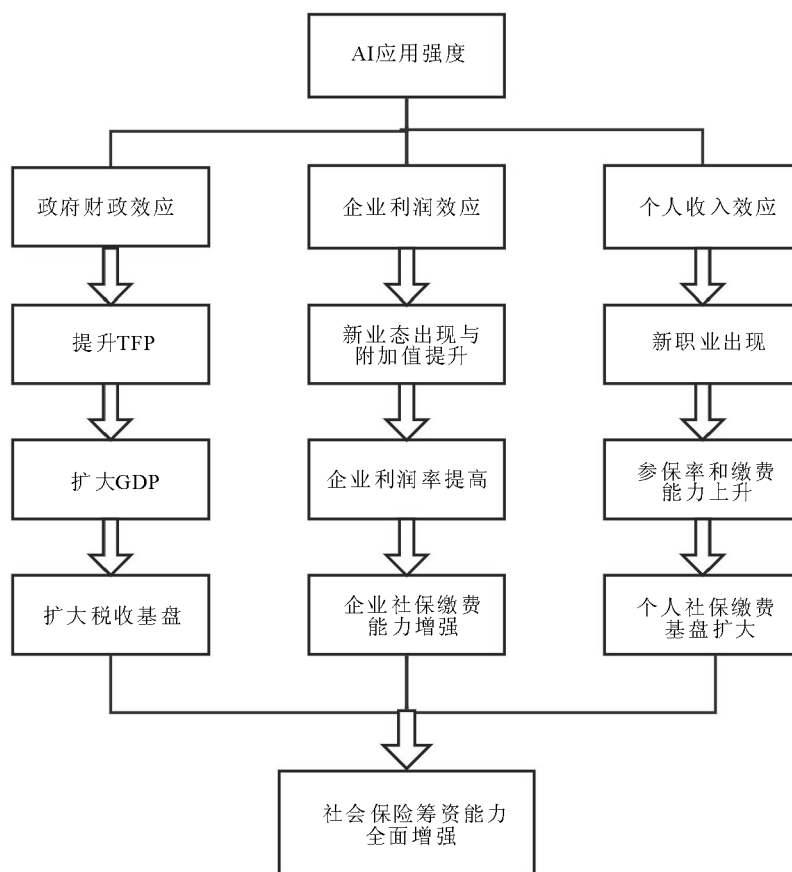 AI应用强度
政府财政效应
企业利润效应
个人收入效应
提升TFP
新业态出现与
附加值提升
新职业出现
扩大GDP
企业利润率提高
参保率和缴费
能力上升
扩大税收基盘
企业社保缴费
能力增强
个人社保缴费
基盘扩大
社会保险筹资能力
全面增强